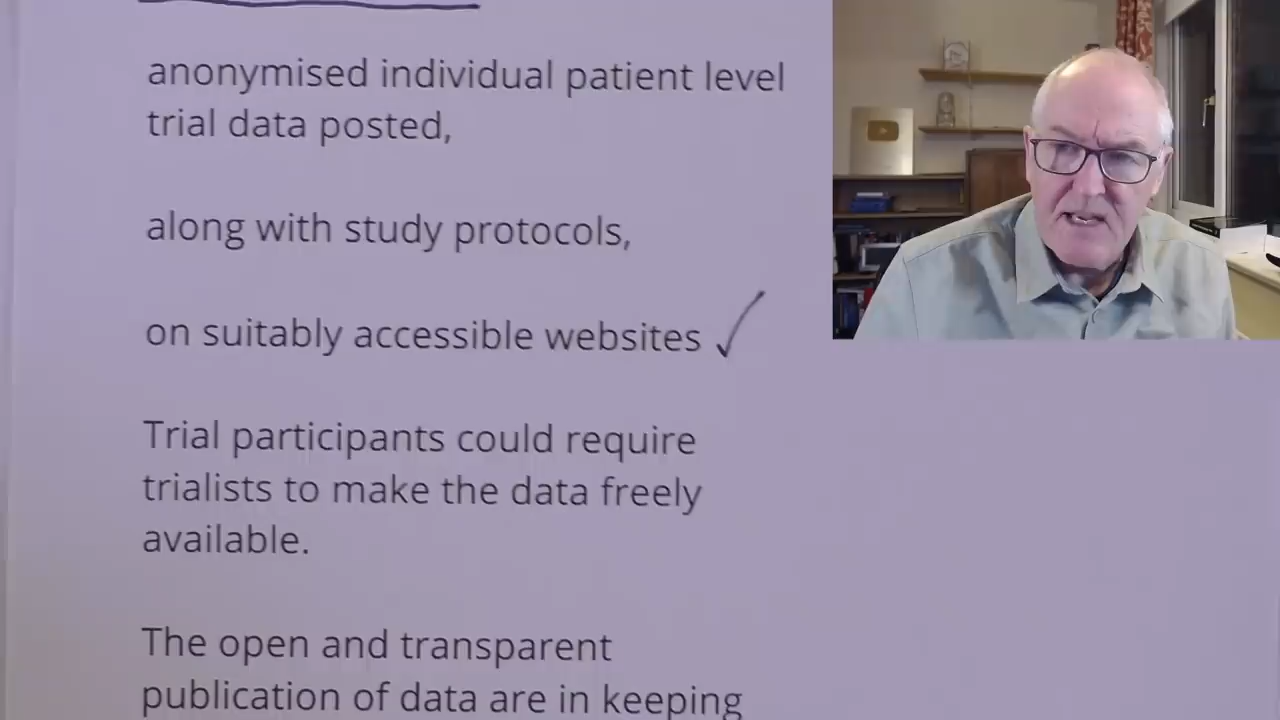 anonymised individual patient level
trial data posted,
along with study protocols,
on suitably accessible websites
Trial participants could require
trialists to make the data freely
available.
The open and transparent
publication of data are in keeping